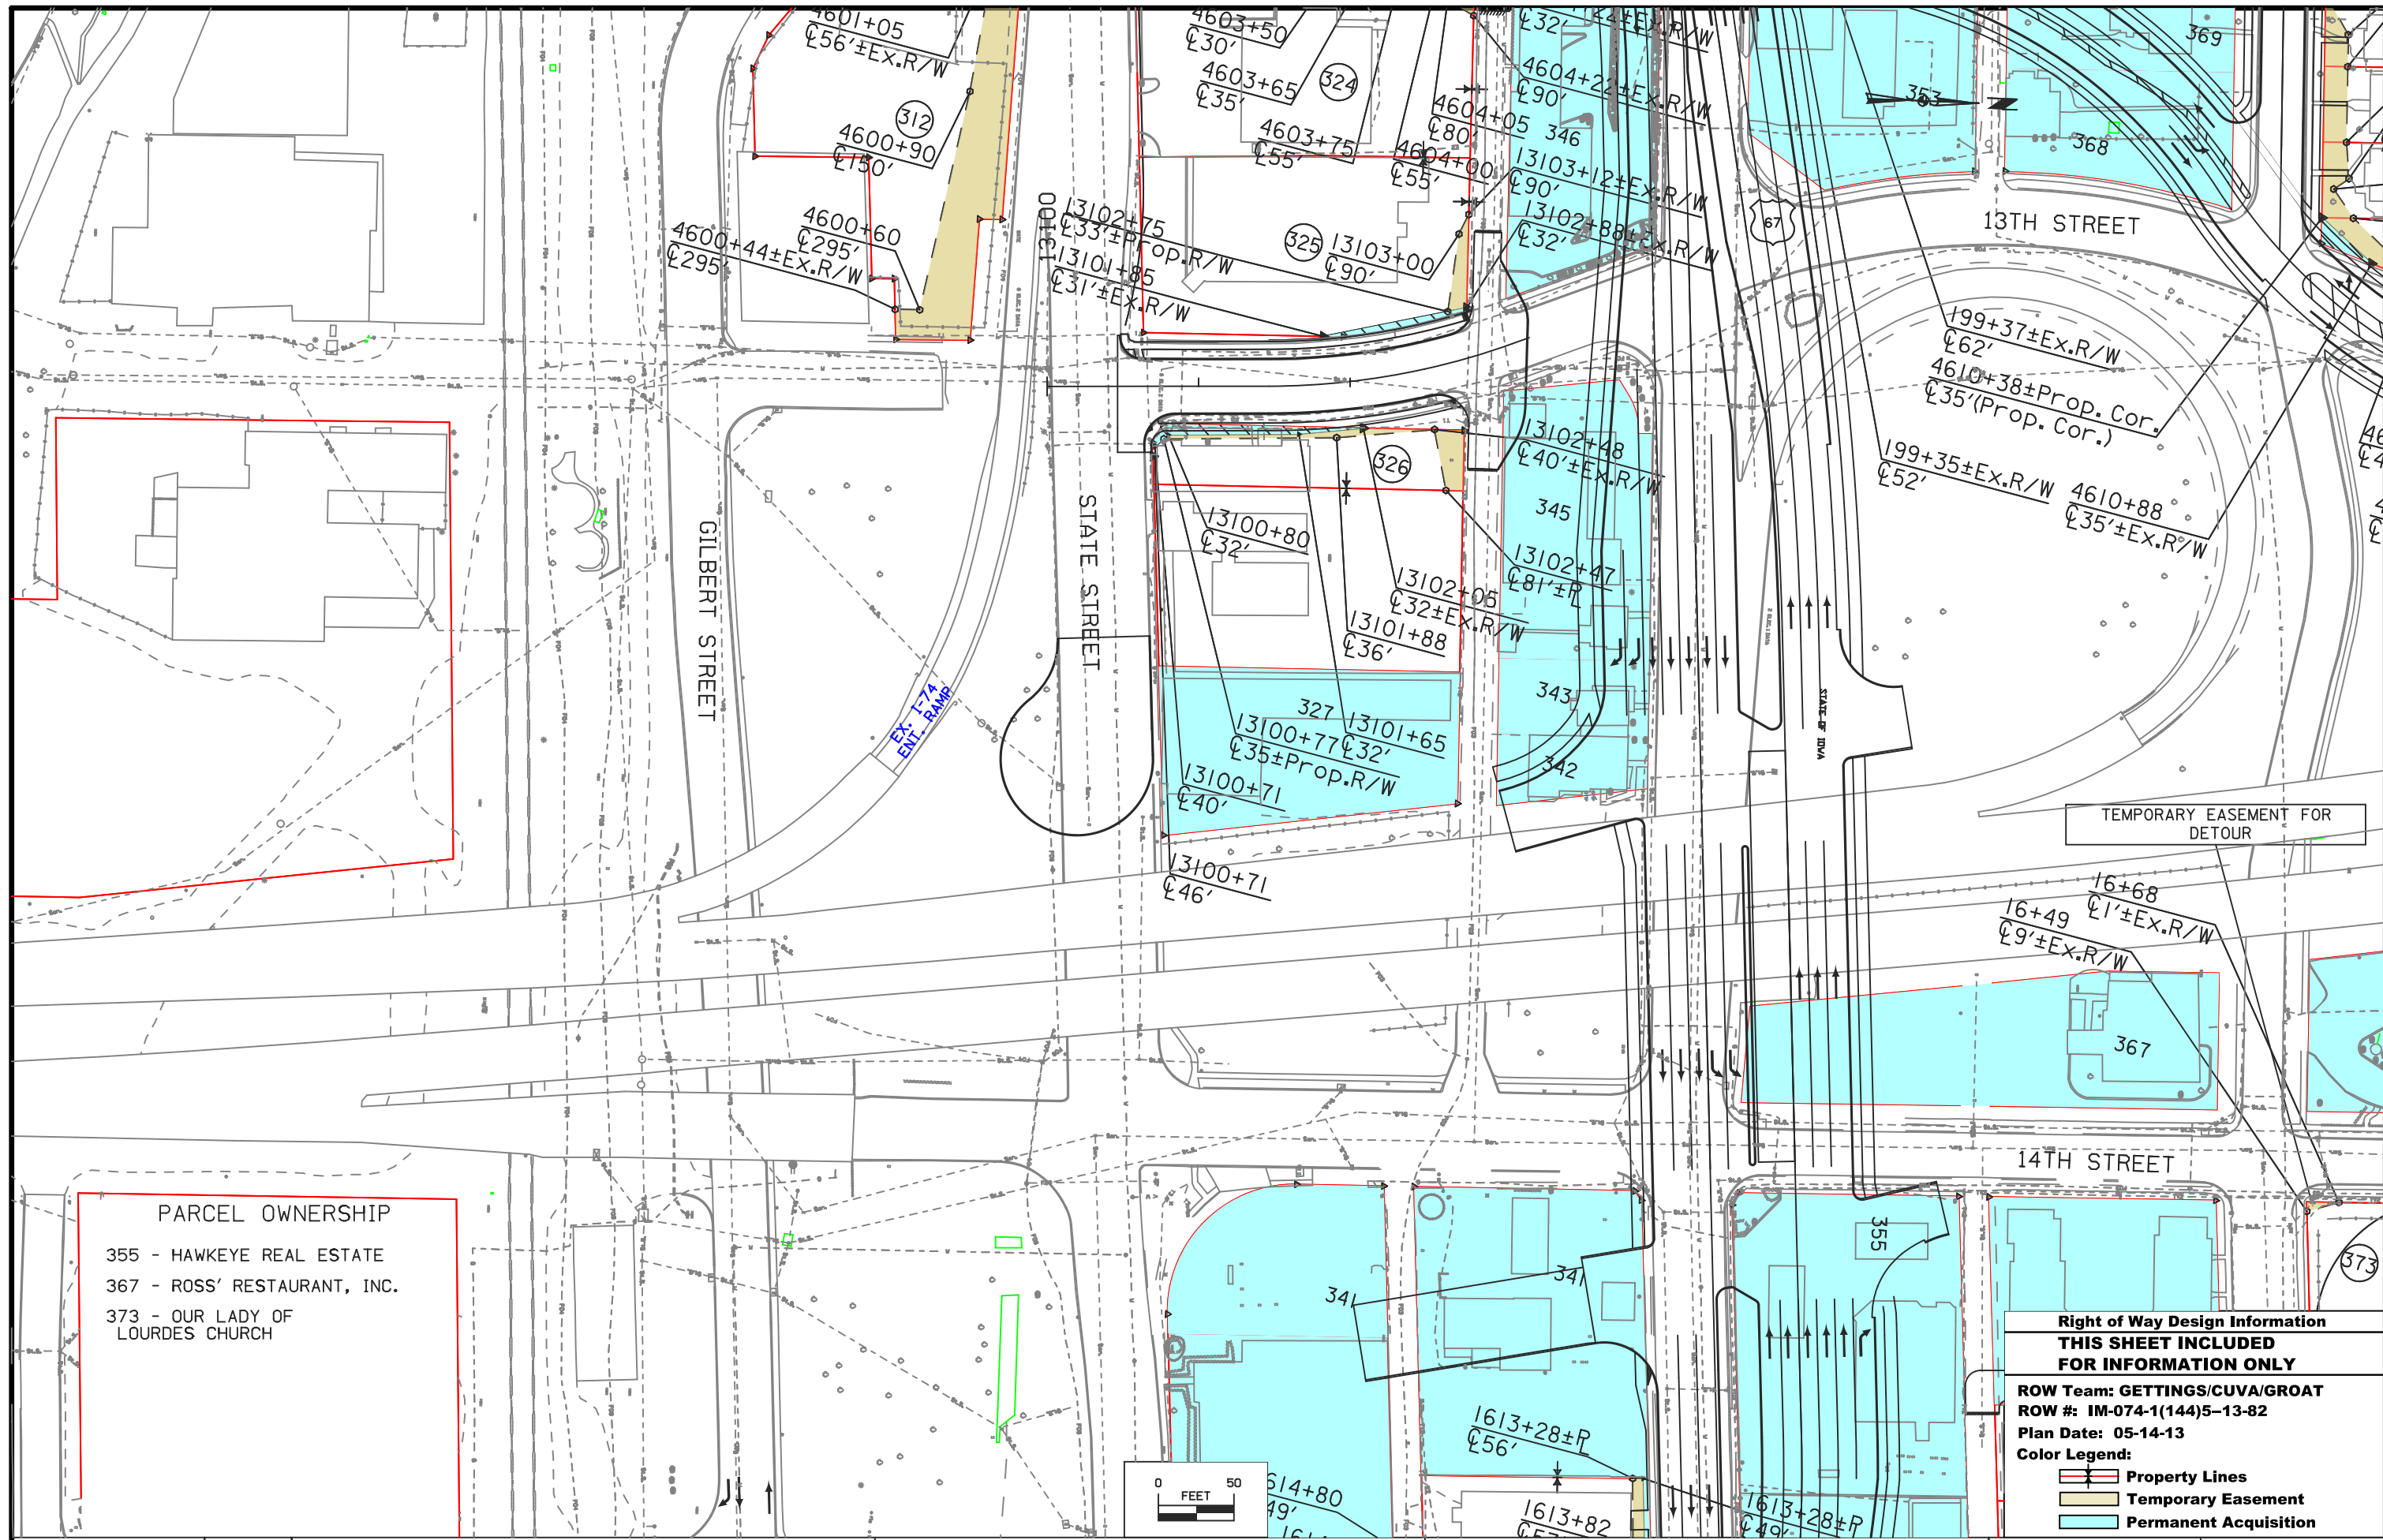 4601+05
℄56'±Ex.R/W
312
4600+90
℄150'
4600+60
℄295'
4600+44±EX.R/W
℄295'
4603+50
℄30'
4603+65
℄35'
324
4603+75
℄55'
4604+05
℄80'
4604+00
℄55'
℄32'
4604+22±EX.R/W
℄90'
346
13103+12±EX.R/W
℄90'
13102+88±EX.R/W
℄32'
13100
13102+75
℄33'±Prop.R/W
13101+85
℄31'±EX.R/W
325
13103+00
℄90'
353
369
368
67
13TH STREET
199+37±Ex.R/W
℄62'
4610+38±Prop. Cor.
℄35'(Prop. Cor.)
199+35±Ex.R/W
℄52'
4610+88
℄35'±Ex.R/W
326
13102+48
℄40'±EX.R/W
345
13102+47
℄81'±PL
13102+05
℄32±EX.R/W
13101+88
℄36'
13100+80
℄32'
GILBERT STREET
STATE STREET
EX. I-74
ENT. RAMP
327
13101+65
℄32'
13100+77
℄35±Prop.R/W
13100+71
℄40'
13100+71
℄46'
343
342
STATE OF IOWA
TEMPORARY EASEMENT FOR
DETOUR
16+68
℄1'±Ex.R/W
16+49
℄9'±Ex.R/W
367
14TH STREET
PARCEL OWNERSHIP
355 - HAWKEYE REAL ESTATE
367 - ROSS' RESTAURANT, INC.
373 - OUR LADY OF
LOURDES CHURCH
341
341
355
373
1613+28±PL
℄56'
614+80
49'
1613+82
1613+28±PL
℄49'
0 50
FEET
Right of Way Design Information
THIS SHEET INCLUDED
FOR INFORMATION ONLY
ROW Team: GETTINGS/CUVA/GROAT
ROW #: IM-074-1(144)5--13-82
Plan Date: 05-14-13
Color Legend:
Property Lines
Temporary Easement
Permanent Acquisition